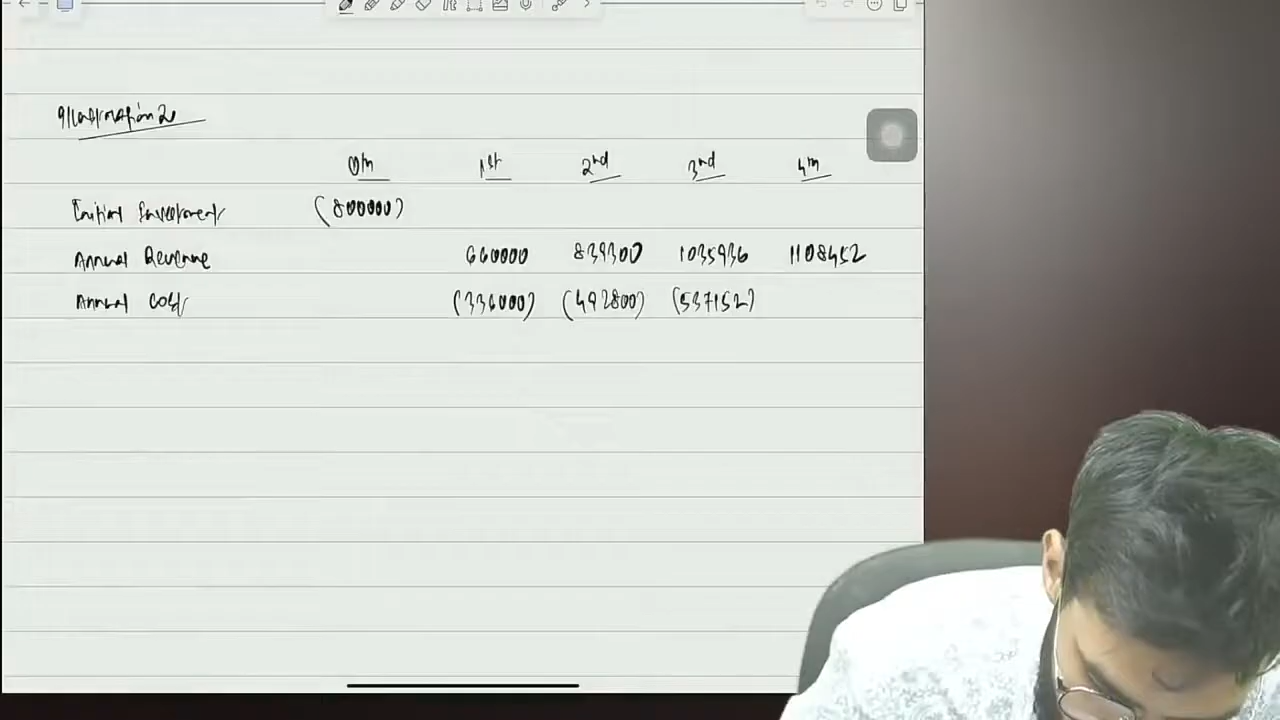 Illustration 2
0th 1st 2nd 3rd 4th
Initial Investment (800000)
Annual Revenue 660000 839300 1035936 1108452
Annual Cost (336000) (492800) (537152)